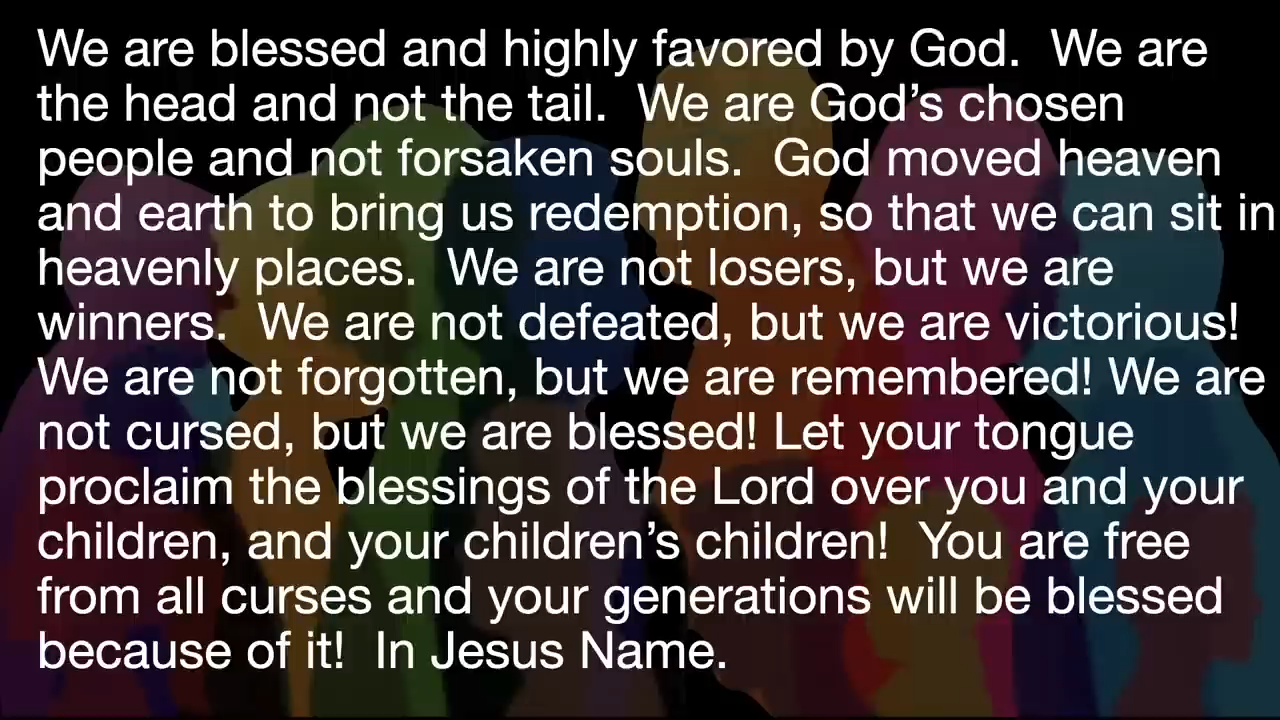 We are blessed and highly favored by God.  We are
the head and not the tail.  We are God’s chosen
people and not forsaken souls.  God moved heaven
and earth to bring us redemption, so that we can sit in
heavenly places.  We are not losers, but we are
winners.  We are not defeated, but we are victorious!
We are not forgotten, but we are remembered! We are
not cursed, but we are blessed! Let your tongue
proclaim the blessings of the Lord over you and your
children, and your children’s children!  You are free
from all curses and your generations will be blessed
because of it!  In Jesus Name.